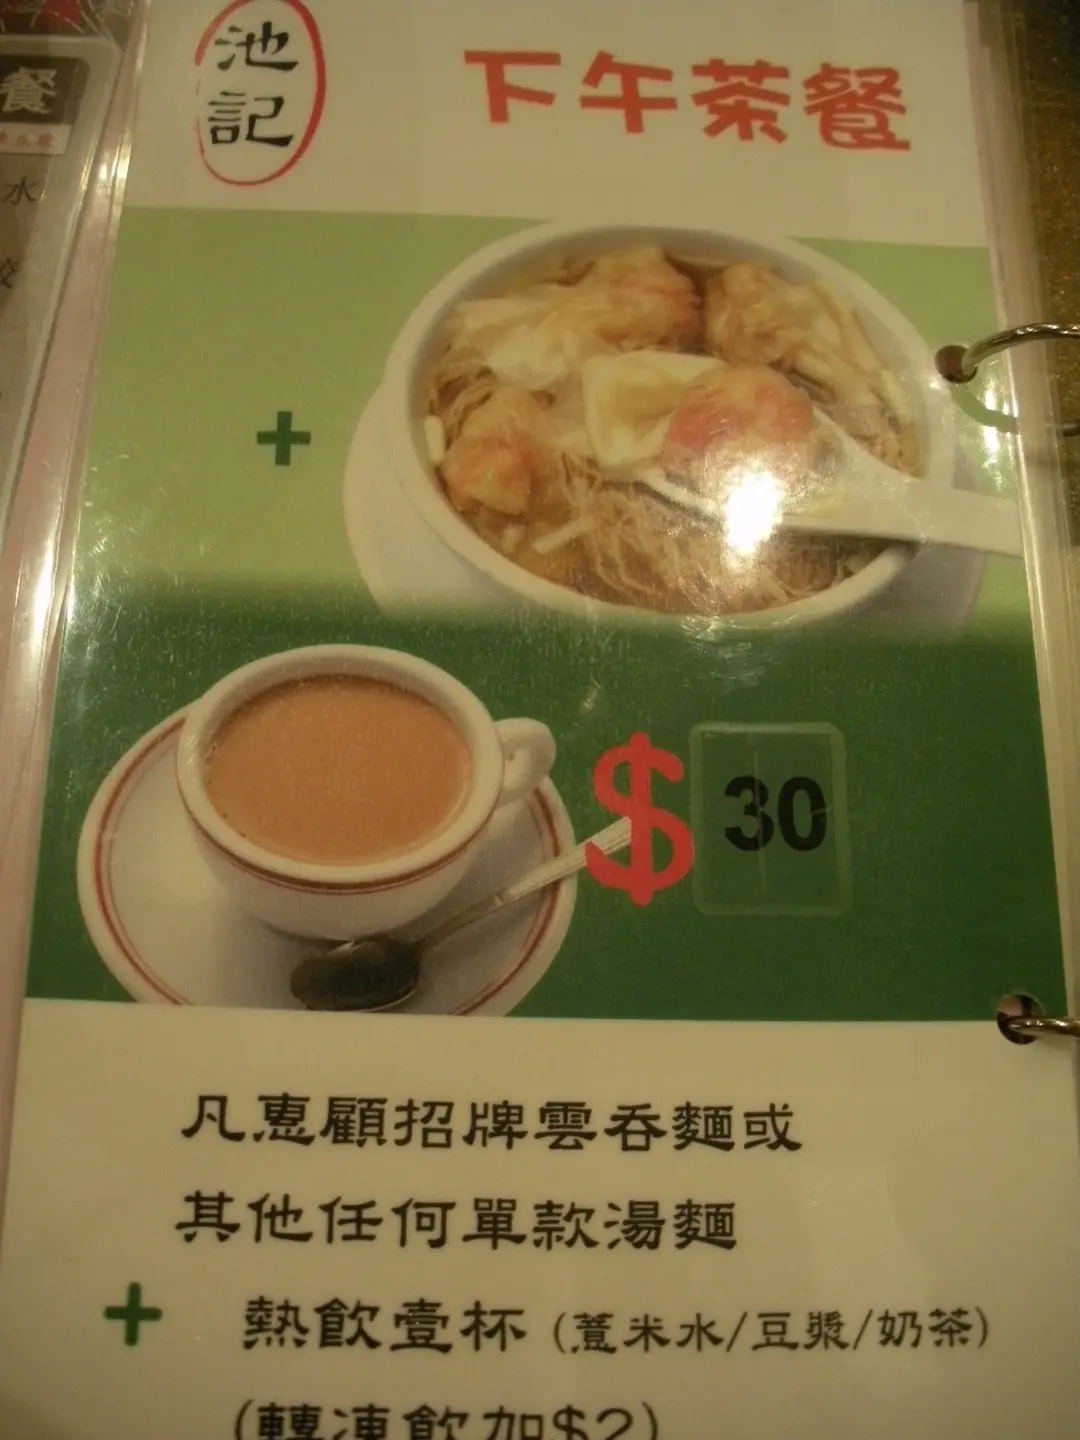 池記
下午茶餐
餐
水
+
$30
凡惠顧招牌雲吞麵或
其他任何單款湯麵
+ 熱飲壹杯 (薏米水/豆漿/奶茶)
(轉凍飲加$2)